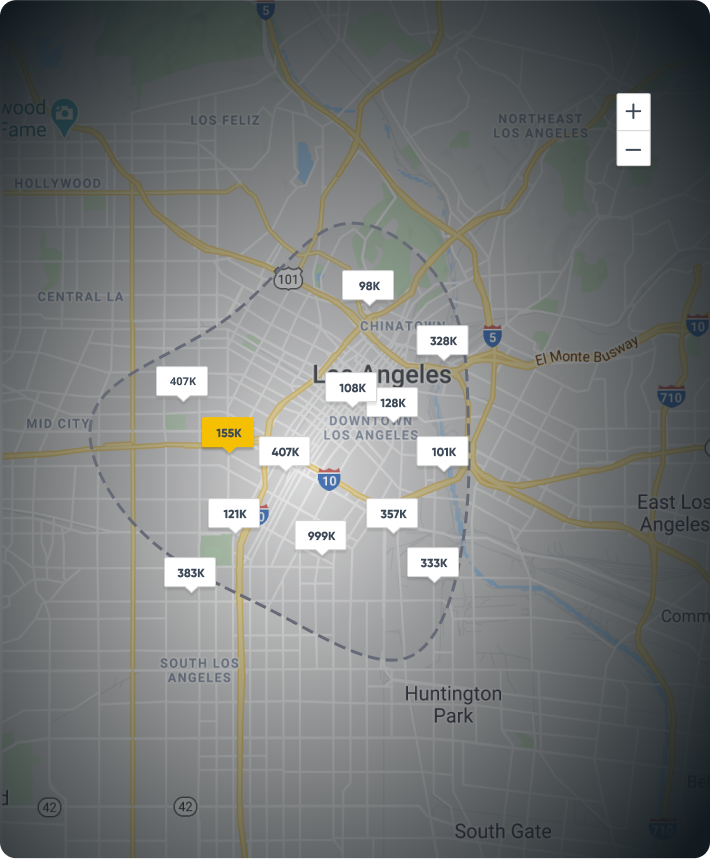 5
wood
Fame
LOS FELIZ
NORTHEAST
LOS ANGELES
+
−
HOLLYWOOD
101
98K
CENTRAL LA
CHINATOWN
328K
5
10
El Monte Busway
Los Angeles
407K
108K
128K
710
MID CITY
DOWNTOWN
LOS ANGELES
155K
407K
101K
10
East Los
Angeles
121K
357K
999K
333K
383K
Comm
SOUTH LOS
ANGELES
Huntington
Park
Be
42
42
South Gate
710